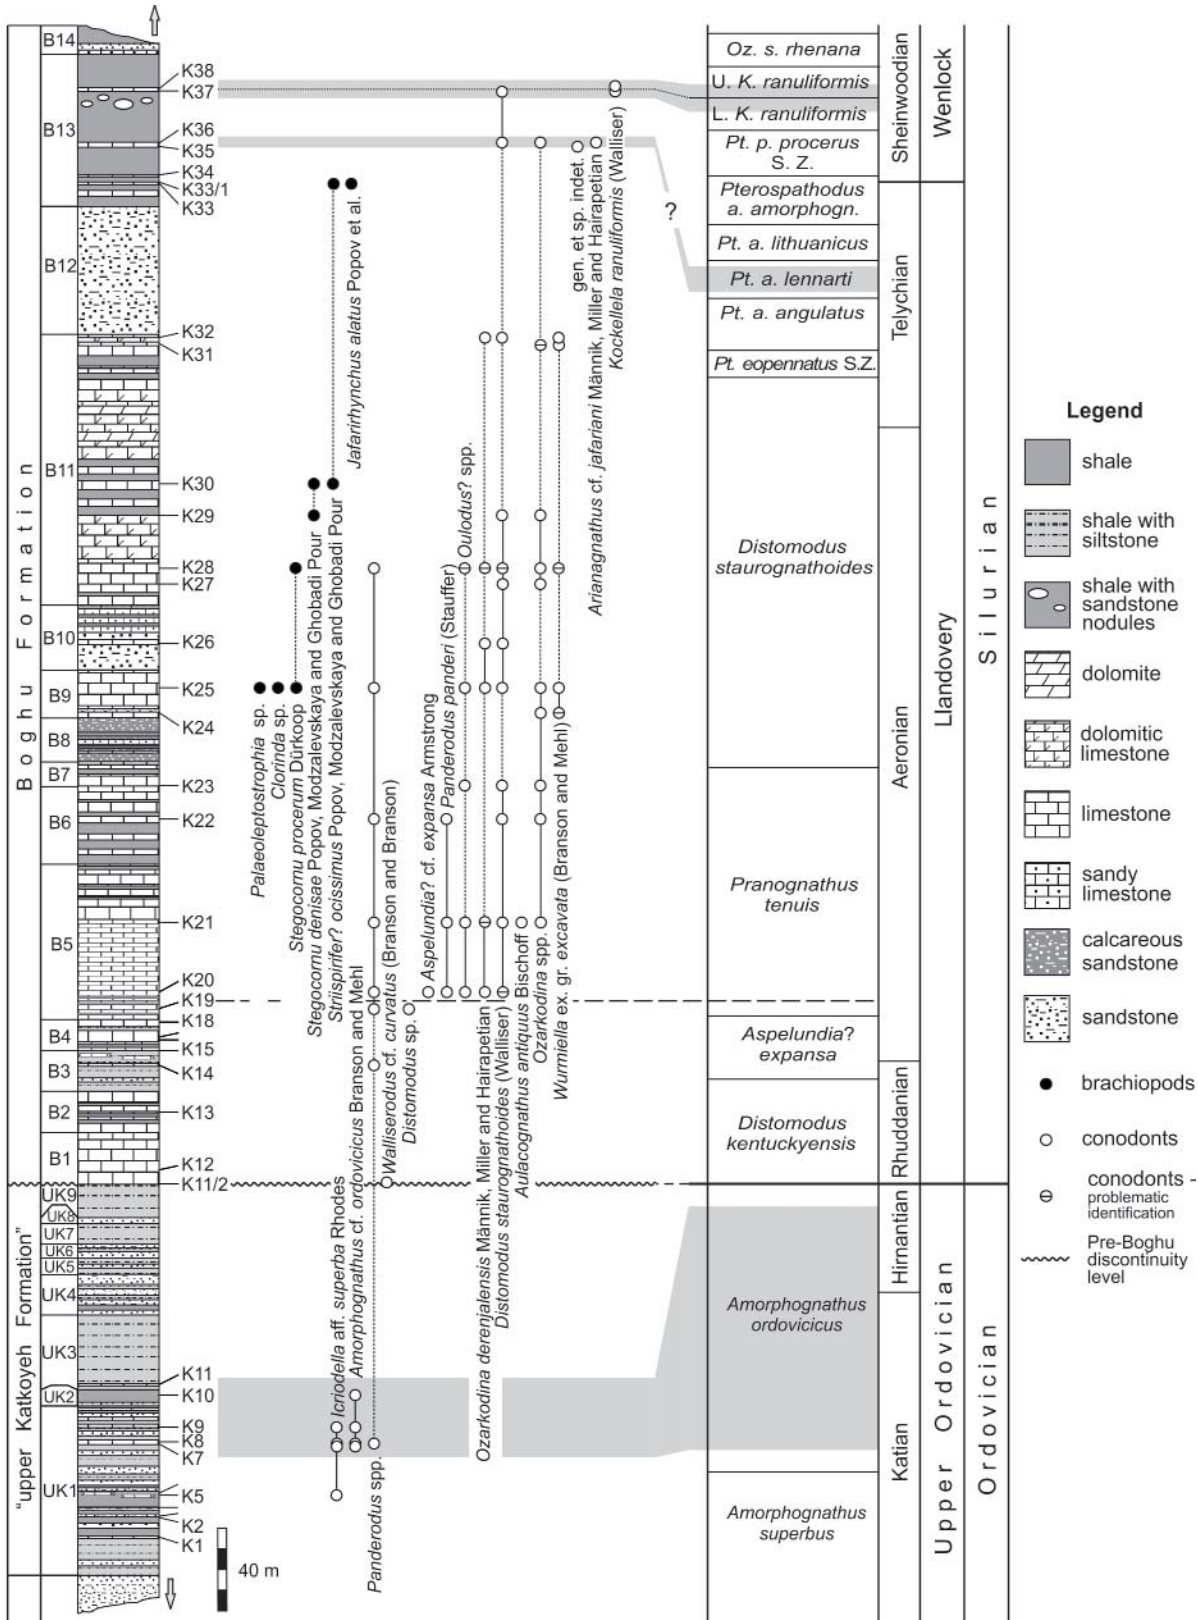 Boghu Formation
"upper Katkoyeh Formation"
B14
B13
B12
B11
B10
B9
B8
B7
B6
B5
B4
B3
B2
B1
UK9
UK8
UK7
UK6
UK5
UK4
UK3
UK2
UK1
K38
K37
K36
K35
K34
K33/1
K33
K32
K31
K30
K29
K28
K27
K26
K25
K24
K23
K22
K21
K20
K19
K18
K15
K14
K13
K12
K11/2
K11
K10
K9
K8
K7
K5
K2
K1
40 m
Palaeoleptostrophia sp.
Clorinda sp.
Stegocornu procerum Dürkoop
Stegocornu denisae Popov, Modzalevskaya and Ghobadi Pour
Striispirifer? ocissimus Popov, Modzalevskaya and Ghobadi Pour
Jafarirhynchus alatus Popov et al.
Icriodella aff. superba Rhodes
Amorphognathus cf. ordovicicus Branson and Mehl
Panderodus spp.
Walliserodus cf. curvatus (Branson and Branson)
Distomodus sp.
Aspelundia? cf. expansa Armstrong
Panderodus panderi (Stauffer)
Oulodus? spp.
Ozarkodina derenjalensis Männik, Miller and Hairapetian
Distomodus staurognathoides (Walliser)
Aulacognathus antiquus Bischoff
Ozarkodina spp.
Wurmiella ex. gr. excavata (Branson and Mehl)
gen. et sp. indet.
Arianagnathus cf. jafariani Männik, Miller and Hairapetian
Kockellela ranuliformis (Walliser)
?
Oz. s. rhenana
U. K. ranuliformis
L. K. ranuliformis
Pt. p. procerus
S. Z.
Pterospathodus
a. amorphogn.
Pt. a. lithuanicus
Pt. a. lennarti
Pt. a. angulatus
Pt. eopennatus S.Z.
Distomodus
staurognathoides
Pranognathus
tenuis
Aspelundia?
expansa
Distomodus
kentuckyensis
Amorphognathus
ordovicicus
Amorphognathus
superbus
Sheinwoodian
Telychian
Aeronian
Rhuddanian
Hirnantian
Katian
Wenlock
Llandovery
Upper Ordovician
Silurian
Ordovician
Legend
shale
shale with
siltstone
shale with
sandstone
nodules
dolomite
dolomitic
limestone
limestone
sandy
limestone
calcareous
sandstone
sandstone
brachiopods
conodonts
conodonts -
problematic
identification
Pre-Boghu
discontinuity
level